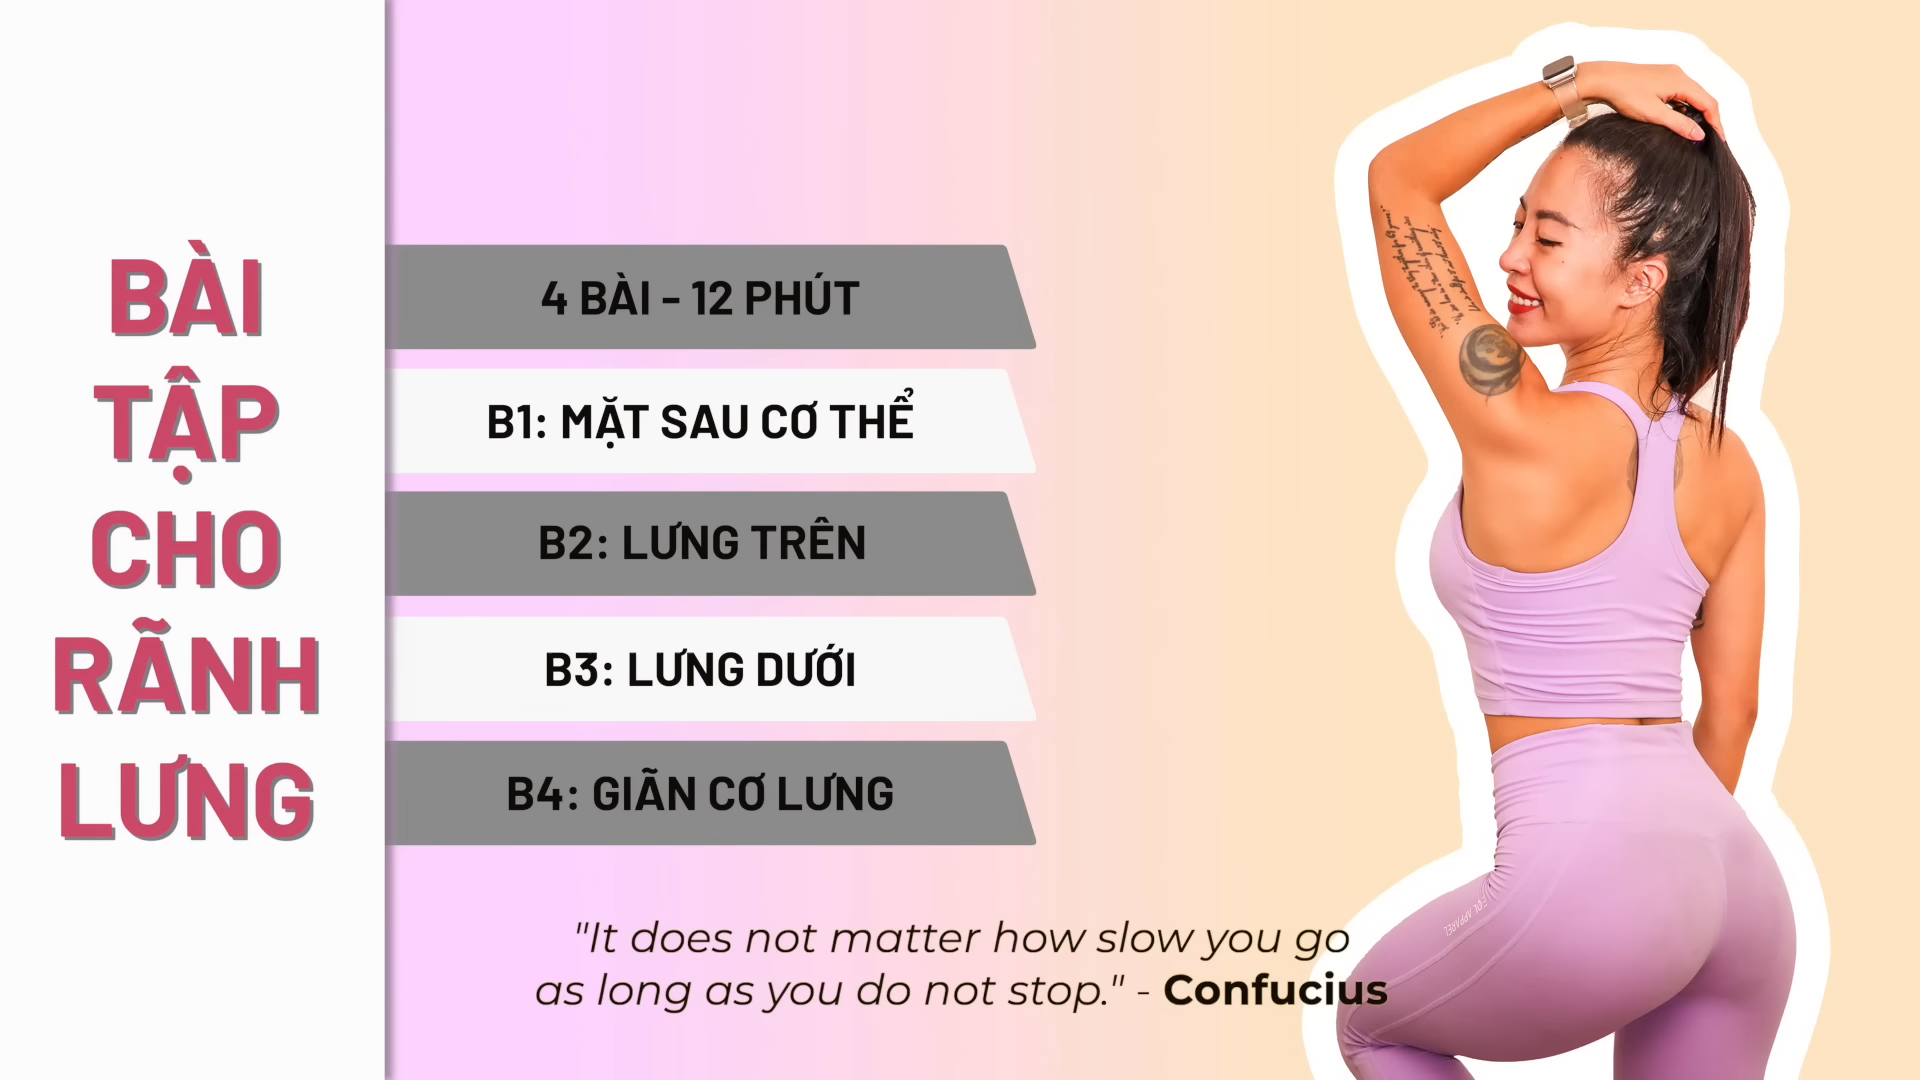 BÀI
TẬP
CHO
RÃNH
LƯNG
4 BÀI - 12 PHÚT
B1: MẶT SAU CƠ THỂ
B2: LƯNG TRÊN
B3: LƯNG DƯỚI
B4: GIÃN CƠ LƯNG
"It does not matter how slow you go
as long as you do not stop." - Confucius